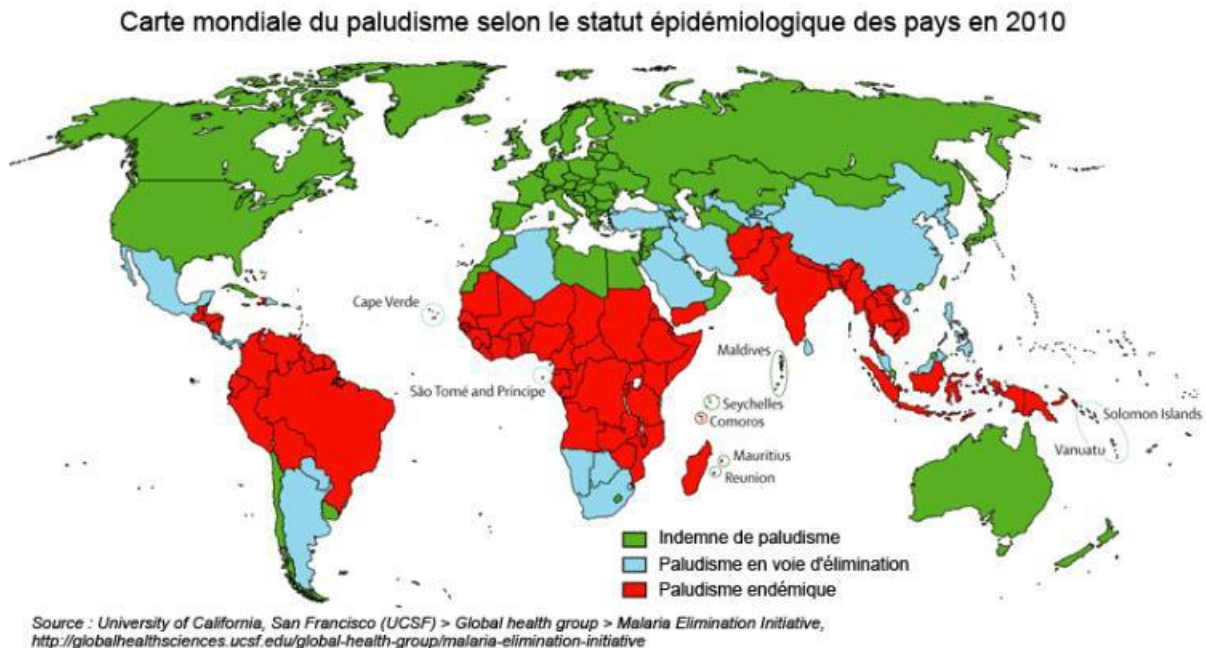 Carte mondiale du paludisme selon le statut épidémiologique des pays en 2010
Cape Verde
São Tomé and Príncipe
Maldives
Seychelles
Comoros
Mauritius
Reunion
Solomon Islands
Vanuatu
Indemne de paludisme
Paludisme en voie d'élimination
Paludisme endémique
Source : University of California, San Francisco (UCSF) > Global health group > Malaria Elimination Initiative,
http://globalhealthsciences.ucsf.edu/global-health-group/malaria-elimination-initiative